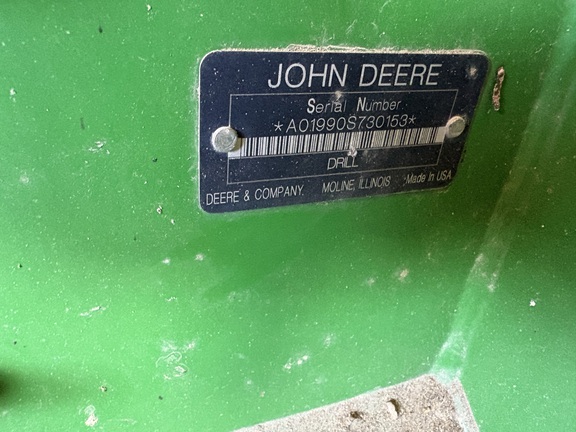 JOHN DEERE
Serial Number
*A01990S730153*
DRILL
DEERE & COMPANY, MOLINE, ILLINOIS Made In USA